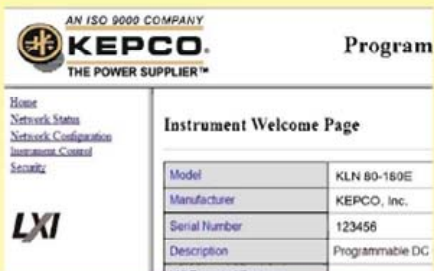 AN ISO 9000 COMPANY
KEPCO.
THE POWER SUPPLIER™
Program
Home
Network Status
Network Configuration
Instrument Control
Security
LXI
Instrument Welcome Page
Model KLN 80-180E
Manufacturer KEPCO, Inc.
Serial Number 123456
Description Programmable DC